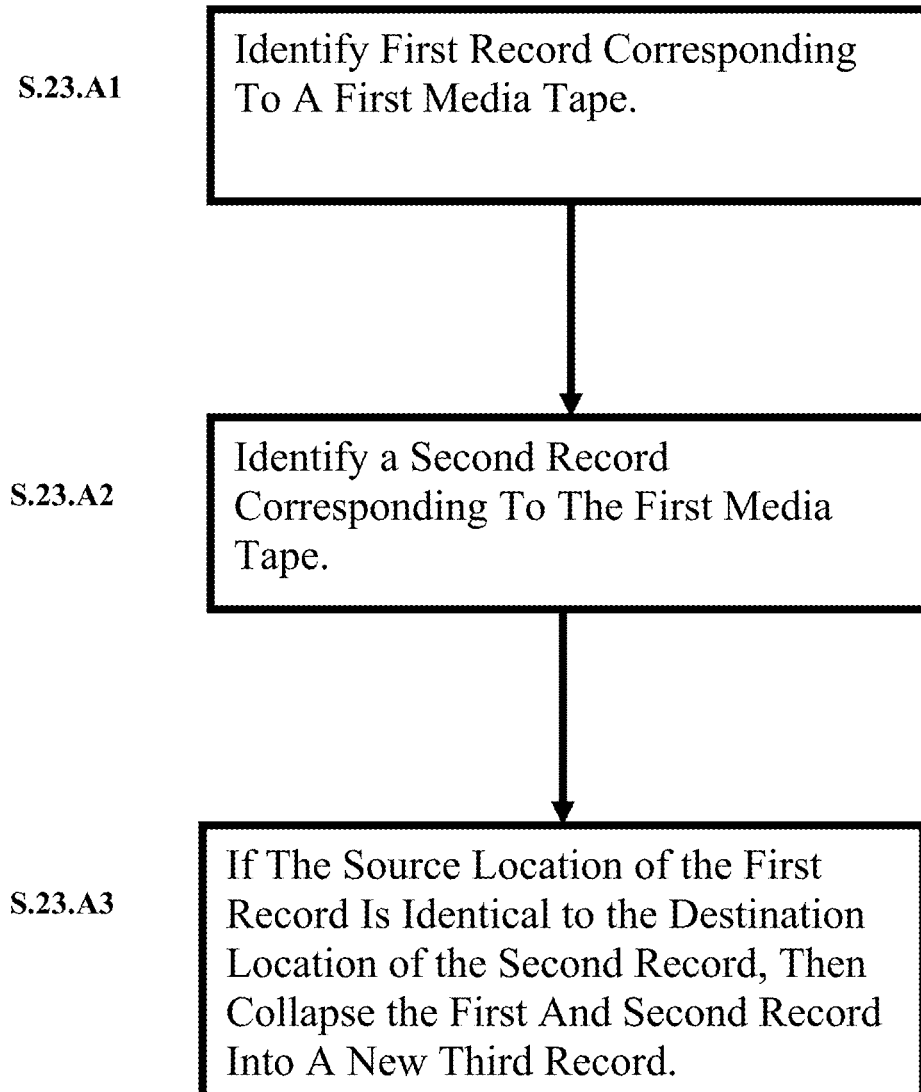 S.23.A1
Identify First Record Corresponding
To A First Media Tape.
S.23.A2
Identify a Second Record
Corresponding To The First Media
Tape.
S.23.A3
If The Source Location of the First
Record Is Identical to the Destination
Location of the Second Record, Then
Collapse the First And Second Record
Into A New Third Record.